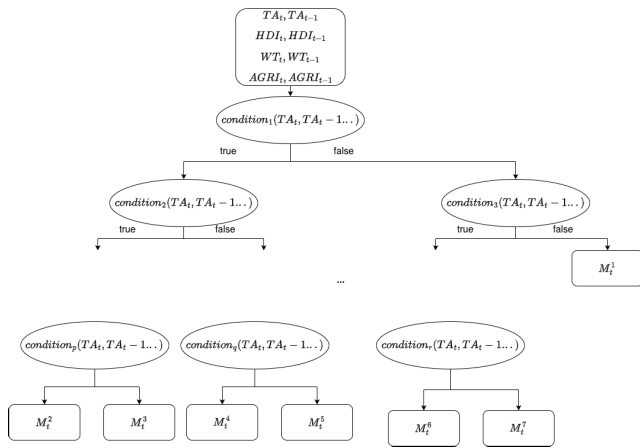 TA_t, TA_{t-1}
HDI_t, HDI_{t-1}
WT_t, WT_{t-1}
AGRI_t, AGRI_{t-1}
condition_1(TA_t, TA_t − 1...)
true
false
condition_2(TA_t, TA_t − 1...)
condition_3(TA_t, TA_t − 1...)
true
false
true
false
M_t^1
...
condition_p(TA_t, TA_t − 1...)
condition_q(TA_t, TA_t − 1...)
condition_r(TA_t, TA_t − 1...)
M_t^2
M_t^3
M_t^4
M_t^5
M_t^6
M_t^7